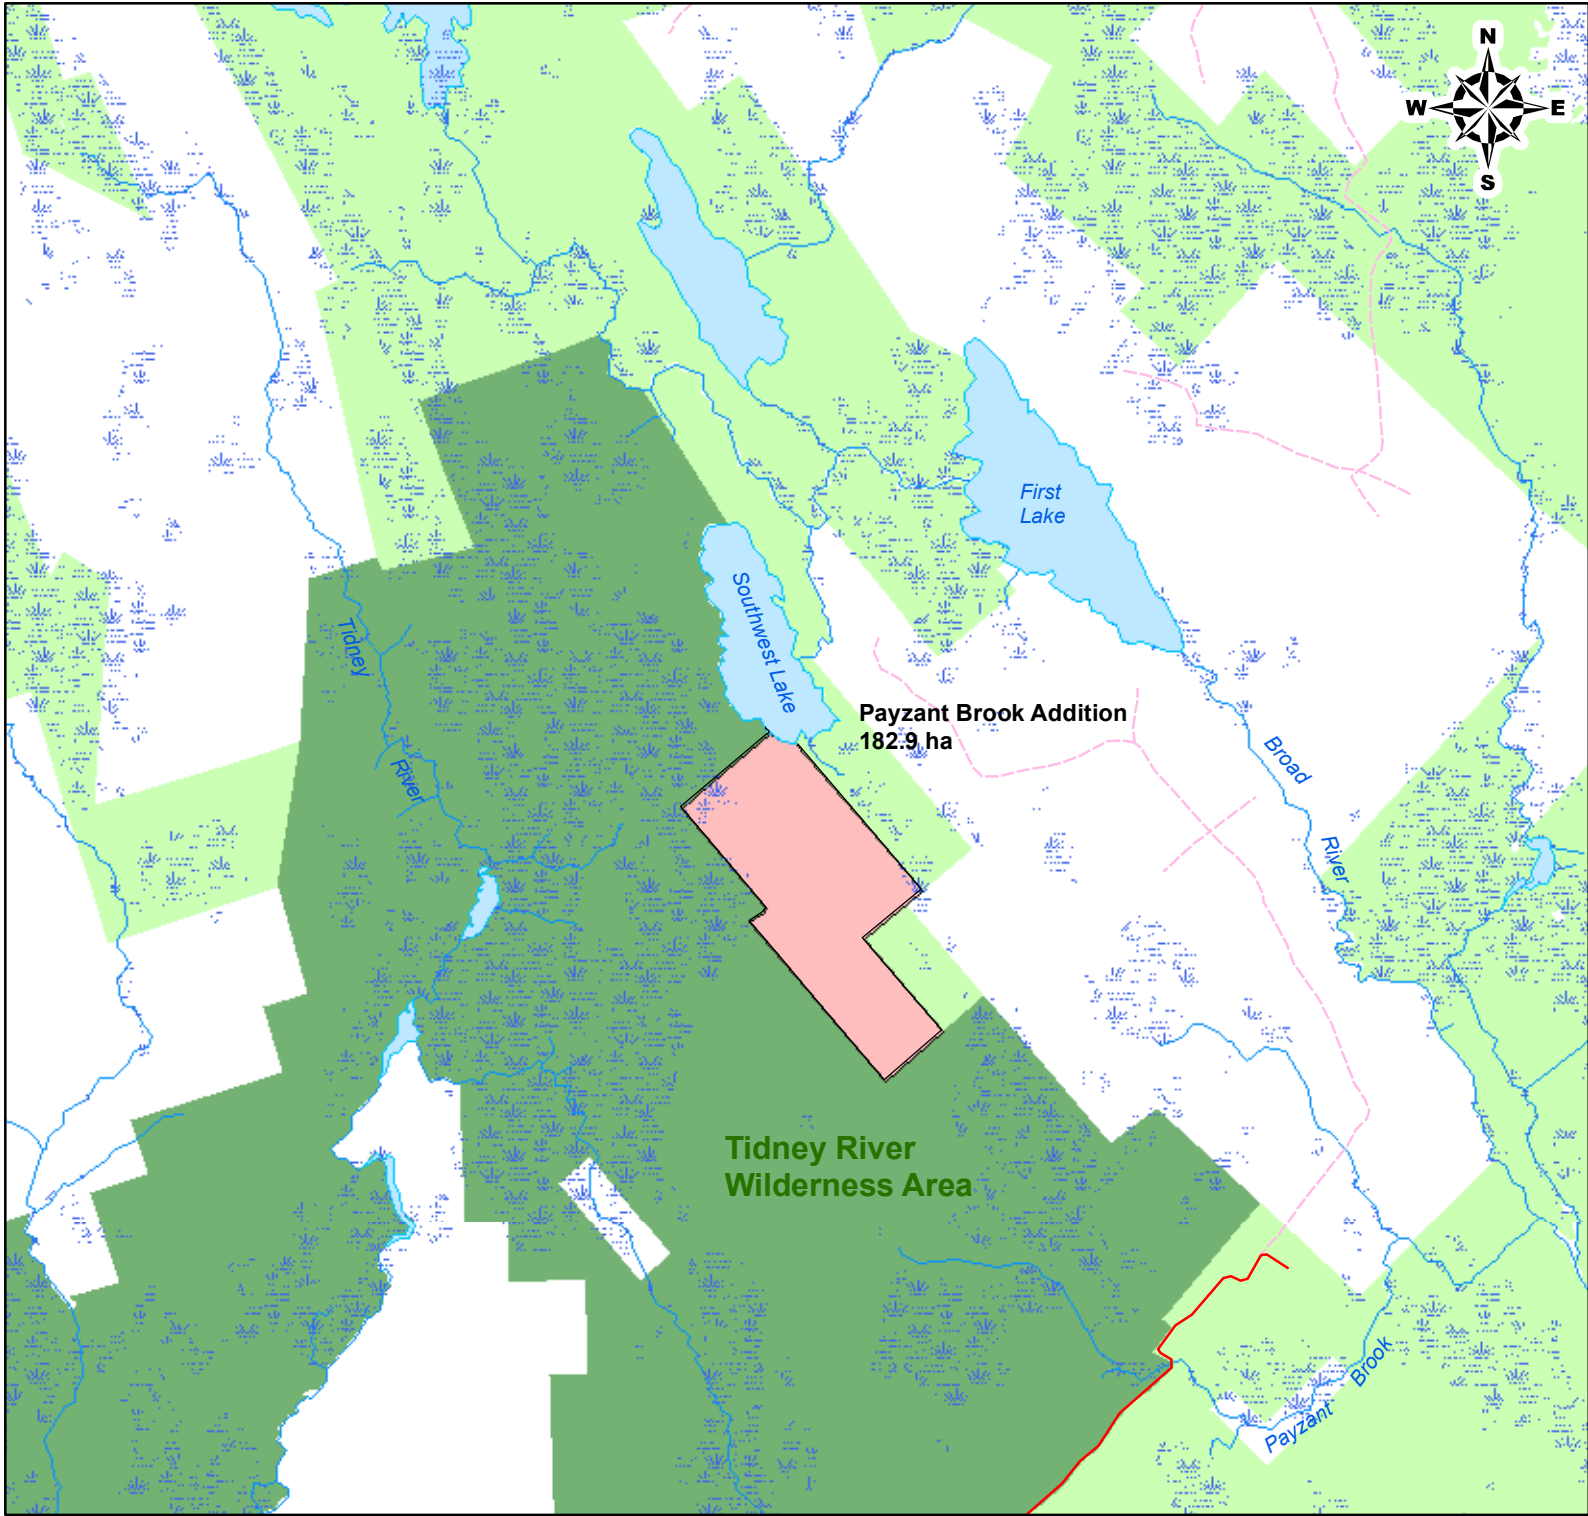 N
W
E
S
First
Lake
Tidney
River
Southwest Lake
Payzant Brook Addition
182.9 ha
Broad
River
Tidney River
Wilderness Area
Payzant
Brook